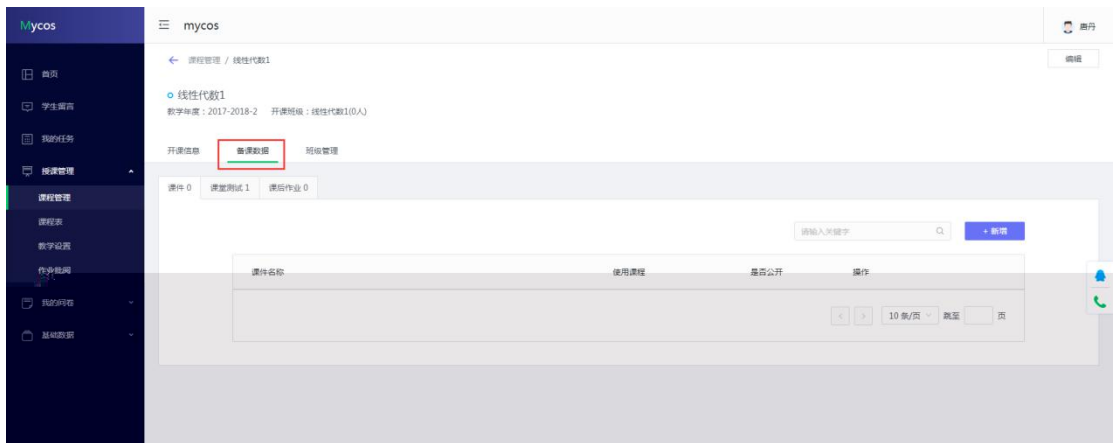 Mycos
mycos
唐丹
首页
学生留言
我的任务
授课管理
课程管理
课程表
教学设置
作业批阅
我的问卷
基础数据
← 课程管理 / 线性代数1
编辑
线性代数1
教学年度：2017-2018-2 开课班级：线性代数1(0人)
开课信息 备课数据 班级管理
课件 0 课堂测试 1 课后作业 0
请输入关键字
+ 新增
课件名称 使用课程 是否公开 操作
< > 10 条/页 跳至 页